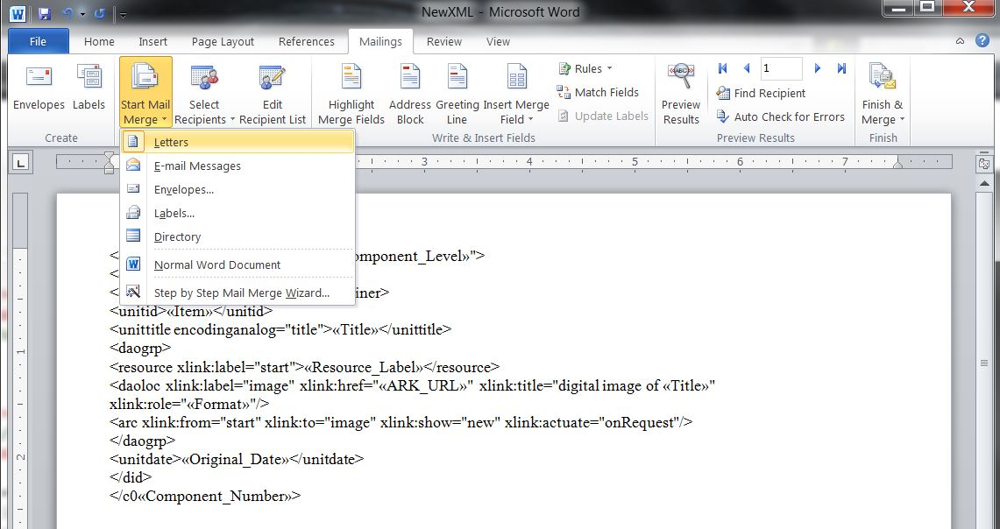 NewXML - Microsoft Word
File Home Insert Page Layout References Mailings Review View
Envelopes
Labels
Create
Start Mail
Merge
Select
Recipients
Edit
Recipient List
Highlight
Merge Fields
Address
Block
Greeting
Line
Insert Merge
Field
Rules
Match Fields
Update Labels
Write & Insert Fields
Preview
Results
1
Find Recipient
Auto Check for Errors
Preview Results
Finish &
Merge
Finish
Letters
E-mail Messages
Envelopes...
Labels...
Directory
Normal Word Document
Step by Step Mail Merge Wizard...
3 4 5 6 7
1
2
< omponent_Level»">
<
< iner>
<unitid>«Item»</unitid>
<unittitle encodinganalog="title">«Title»</unittitle>
<daogrp>
<resource xlink:label="start">«Resource_Label»</resource>
<daoloc xlink:label="image" xlink:href="«ARK_URL»" xlink:title="digital image of «Title»"
xlink:role="«Format»"/>
<arc xlink:from="start" xlink:to="image" xlink:show="new" xlink:actuate="onRequest"/>
</daogrp>
<unitdate>«Original_Date»</unitdate>
</did>
</c0«Component_Number»>